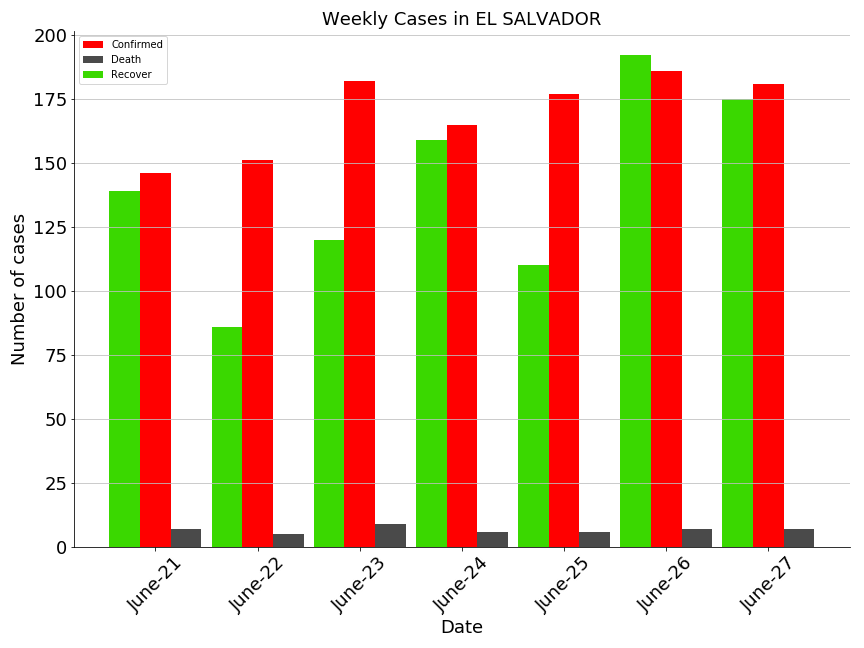 Weekly Cases in EL SALVADOR
Confirmed
Death
Recover
200
175
150
125
100
75
50
25
0
Number of cases
June-21
June-22
June-23
June-24
June-25
June-26
June-27
Date